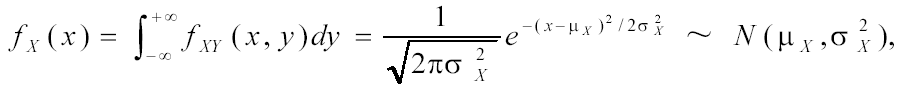 f_X(x) = ∫_{-∞}^{+∞} f_{XY}(x, y)dy = \frac{1}{\sqrt{2πσ_X^2}} e^{-(x-μ_X)^2/2σ_X^2} ~ N(μ_X, σ_X^2),